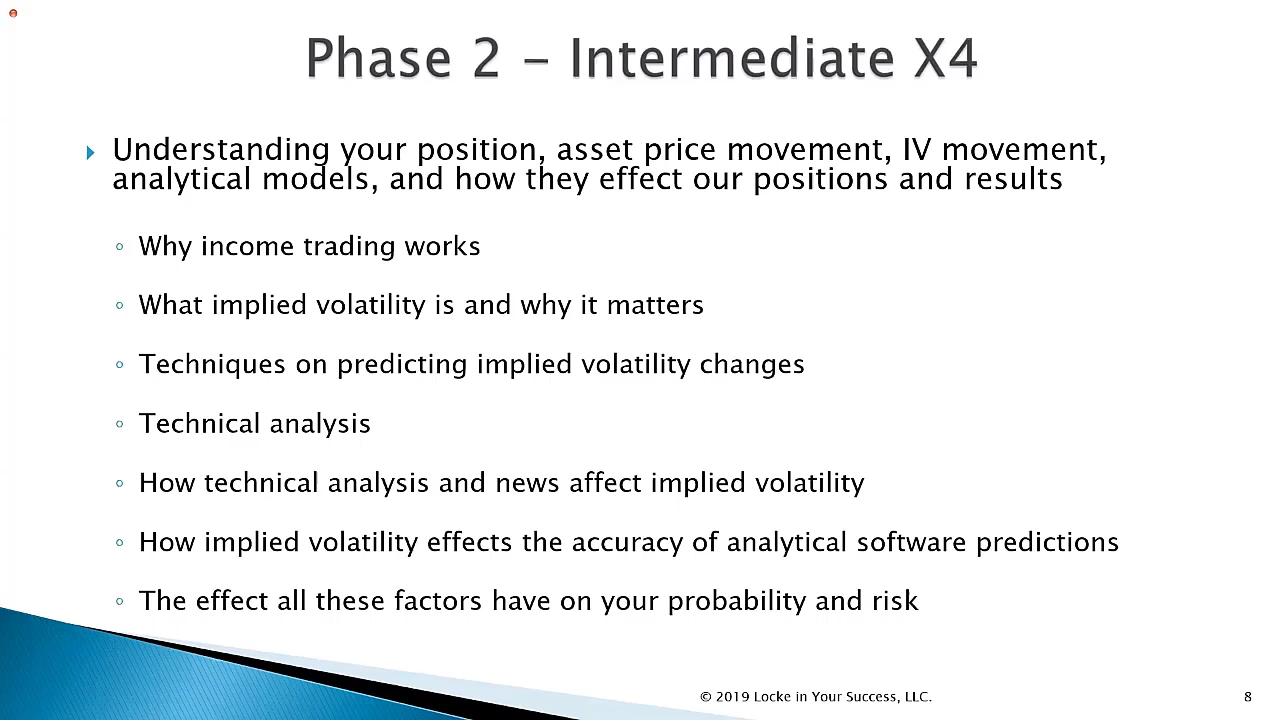 Phase 2 – Intermediate X4
Understanding your position, asset price movement, IV movement,
analytical models, and how they effect our positions and results
Why income trading works
What implied volatility is and why it matters
Techniques on predicting implied volatility changes
Technical analysis
How technical analysis and news affect implied volatility
How implied volatility effects the accuracy of analytical software predictions
The effect all these factors have on your probability and risk
© 2019 Locke in Your Success, LLC.
8